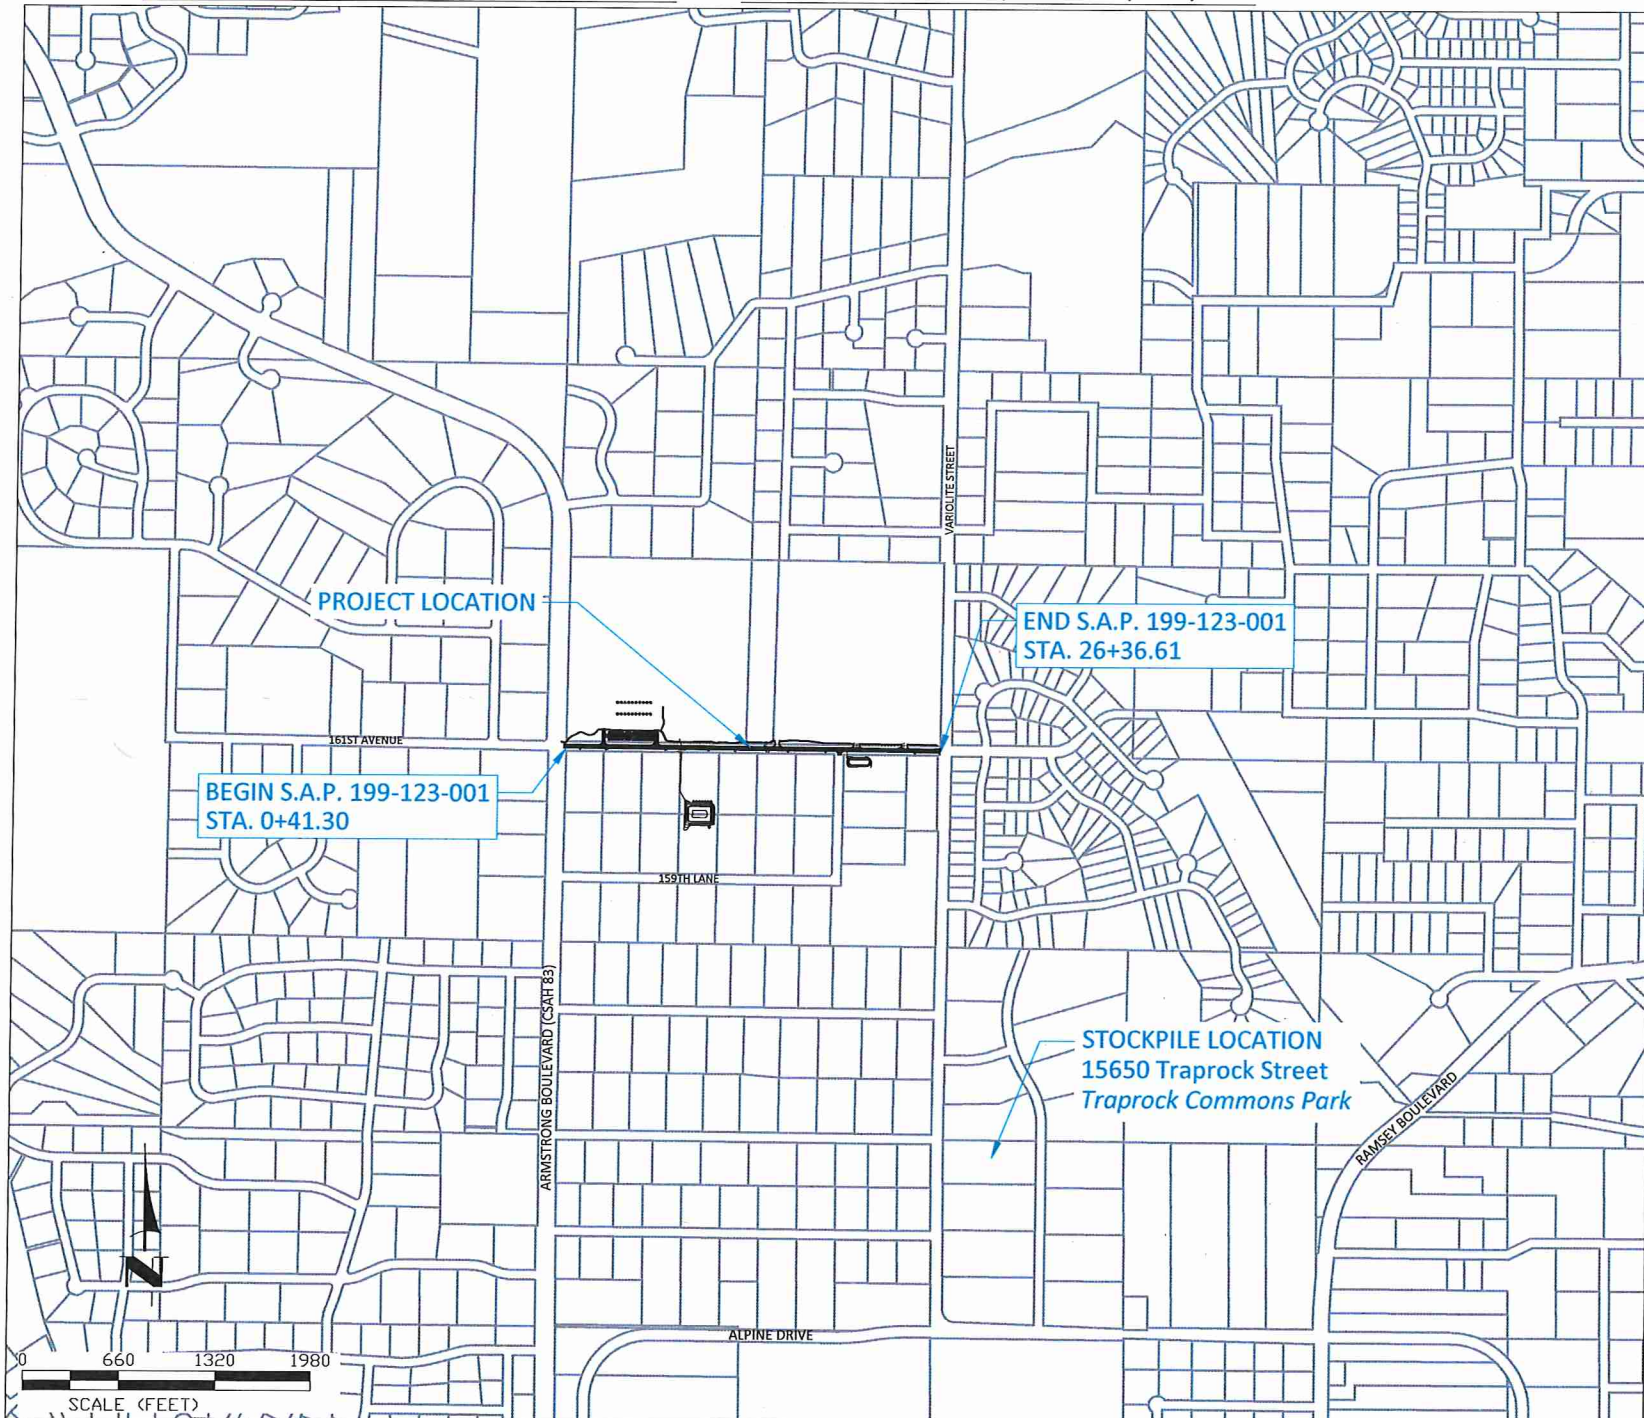 VARIOLITE STREET
PROJECT LOCATION
END S.A.P. 199-123-001
STA. 26+36.61
161ST AVENUE
BEGIN S.A.P. 199-123-001
STA. 0+41.30
159TH LANE
ARMSTRONG BOULEVARD (CSAH 83)
STOCKPILE LOCATION
15650 Traprock Street
Traprock Commons Park
RAMSEY BOULEVARD
N
ALPINE DRIVE
0 660 1320 1980
SCALE (FEET)